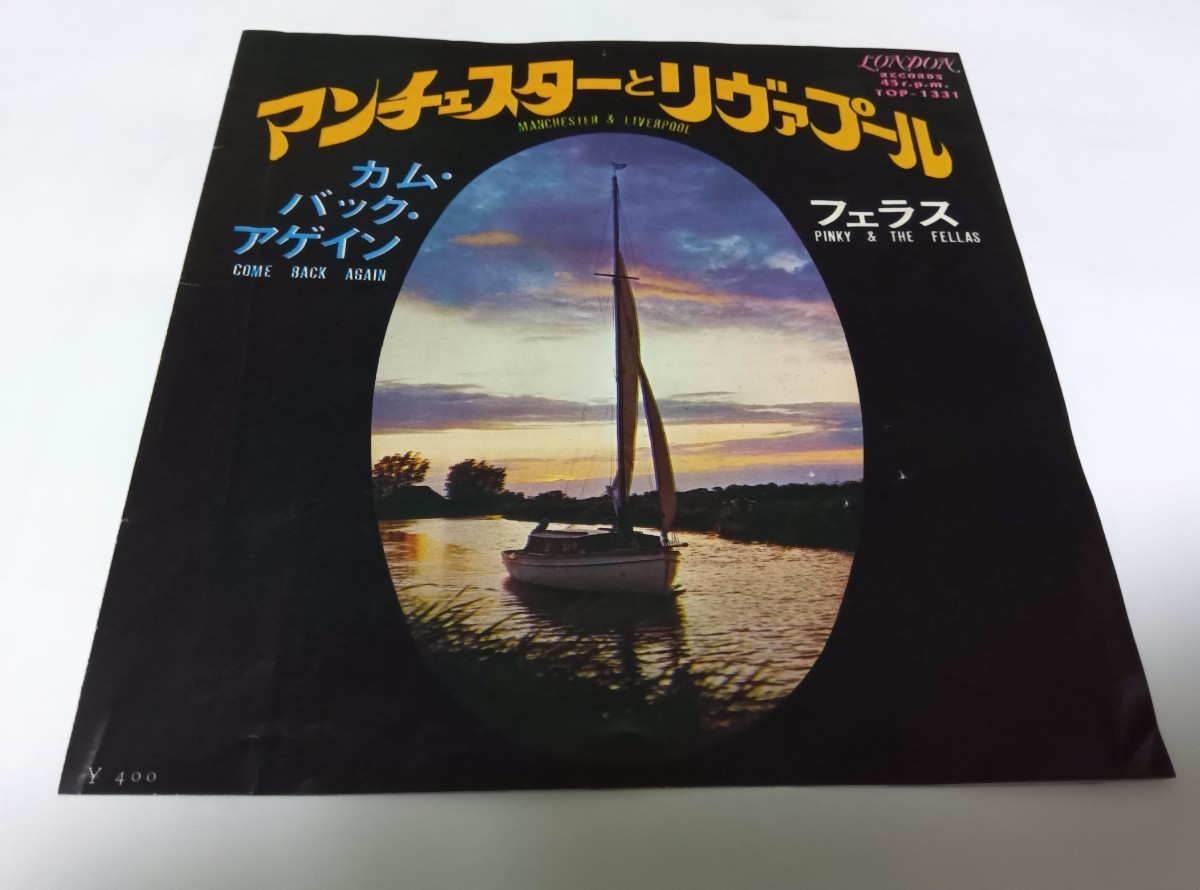 LONDON
RECORDS
45 r.p.m.
TOP-1331
マンチェスターとリヴァプール
MANCHESTER & LIVERPOOL
カム・
バック・
アゲイン
COME BACK AGAIN
フェラス
PINKY & THE FELLAS
¥ 400